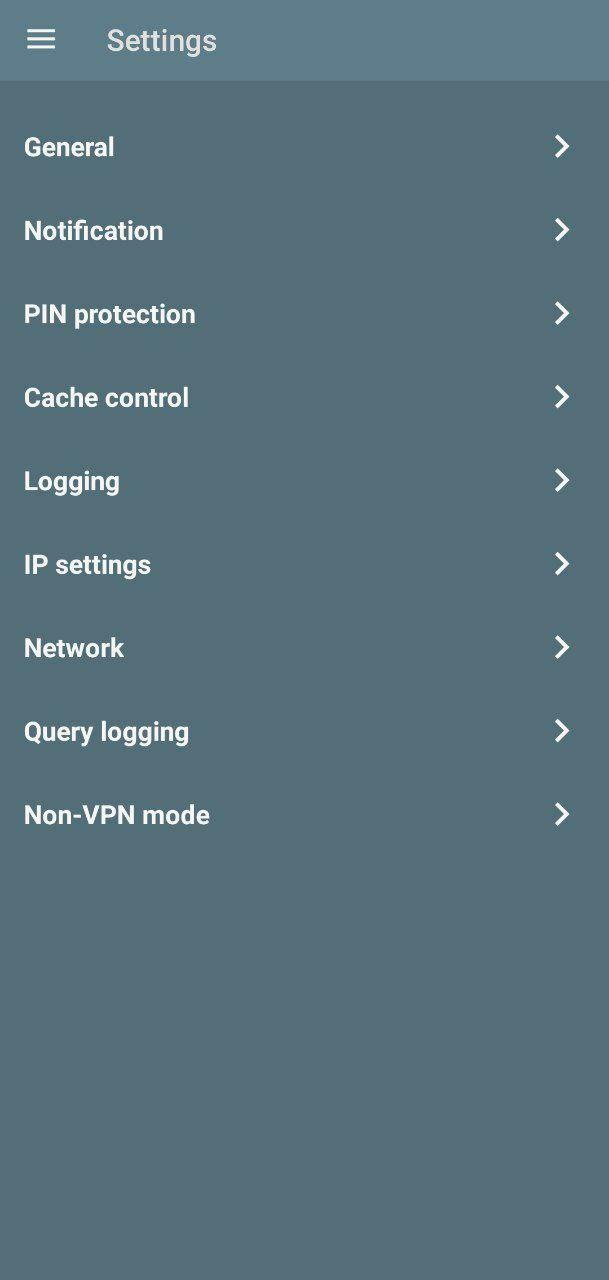 Settings
General
Notification
PIN protection
Cache control
Logging
IP settings
Network
Query logging
Non-VPN mode